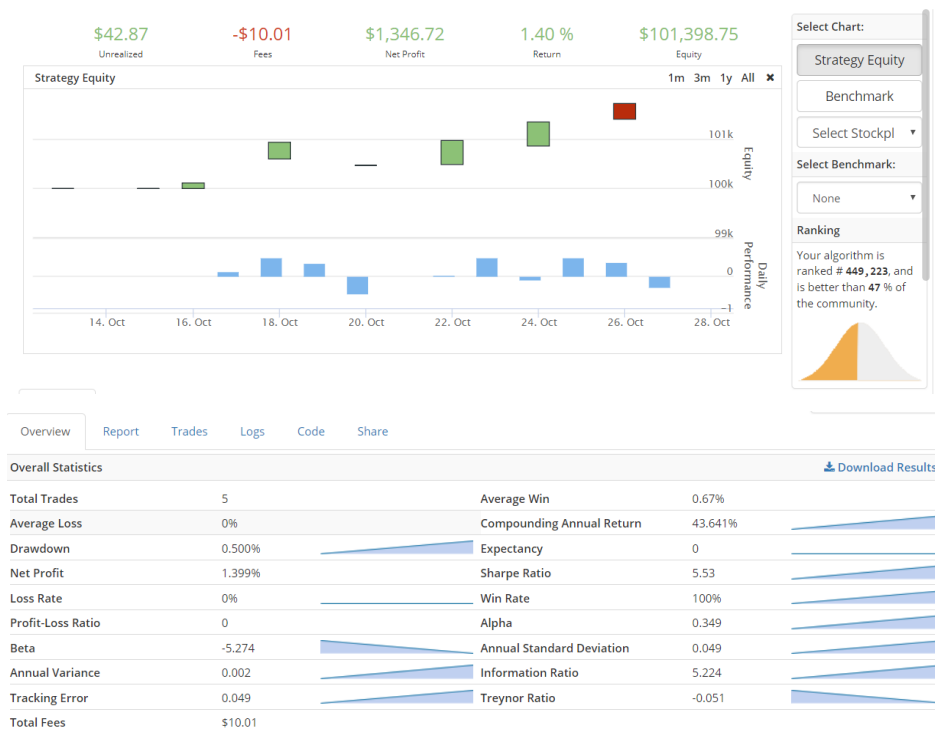 $42.87 -$10.01 $1,346.72 1.40 % $101,398.75
Unrealized Fees Net Profit Return Equity
Strategy Equity 1m 3m 1y All ✖
101k
100k
99k
Equity
0
-1
Daily
Performance
14. Oct 16. Oct 18. Oct 20. Oct 22. Oct 24. Oct 26. Oct 28. Oct
Select Chart:
Strategy Equity
Benchmark
Select Stockpl
Select Benchmark:
None
Ranking
Your algorithm is
ranked # 449,223, and
is better than 47 % of
the community.
Overview Report Trades Logs Code Share
Overall Statistics Download Results
Total Trades 5 Average Win 0.67%
Average Loss 0% Compounding Annual Return 43.641%
Drawdown 0.500% Expectancy 0
Net Profit 1.399% Sharpe Ratio 5.53
Loss Rate 0% Win Rate 100%
Profit-Loss Ratio 0 Alpha 0.349
Beta -5.274 Annual Standard Deviation 0.049
Annual Variance 0.002 Information Ratio 5.224
Tracking Error 0.049 Treynor Ratio -0.051
Total Fees $10.01